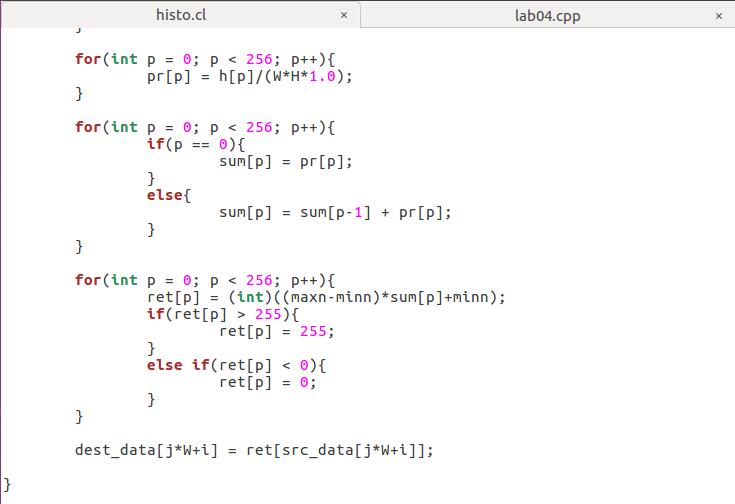 histo.cl × lab04.cpp ×
}
for(int p = 0; p < 256; p++){
pr[p] = h[p]/(W*H*1.0);
}
for(int p = 0; p < 256; p++){
if(p == 0){
sum[p] = pr[p];
}
else{
sum[p] = sum[p-1] + pr[p];
}
}
for(int p = 0; p < 256; p++){
ret[p] = (int)((maxn-minn)*sum[p]+minn);
if(ret[p] > 255){
ret[p] = 255;
}
else if(ret[p] < 0){
ret[p] = 0;
}
}
dest_data[j*W+i] = ret[src_data[j*W+i]];
}